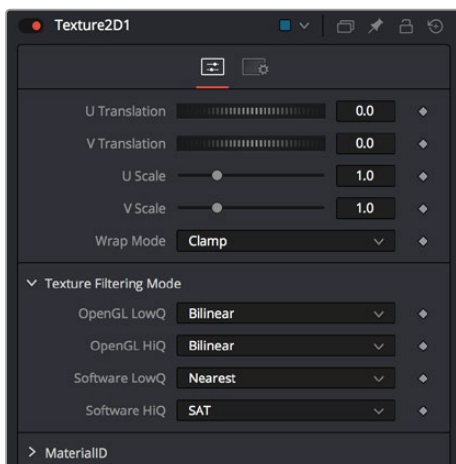 Texture2D1
U Translation 0.0
V Translation 0.0
U Scale 1.0
V Scale 1.0
Wrap Mode Clamp
Texture Filtering Mode
OpenGL LowQ Bilinear
OpenGL HiQ Bilinear
Software LowQ Nearest
Software HiQ SAT
MaterialID